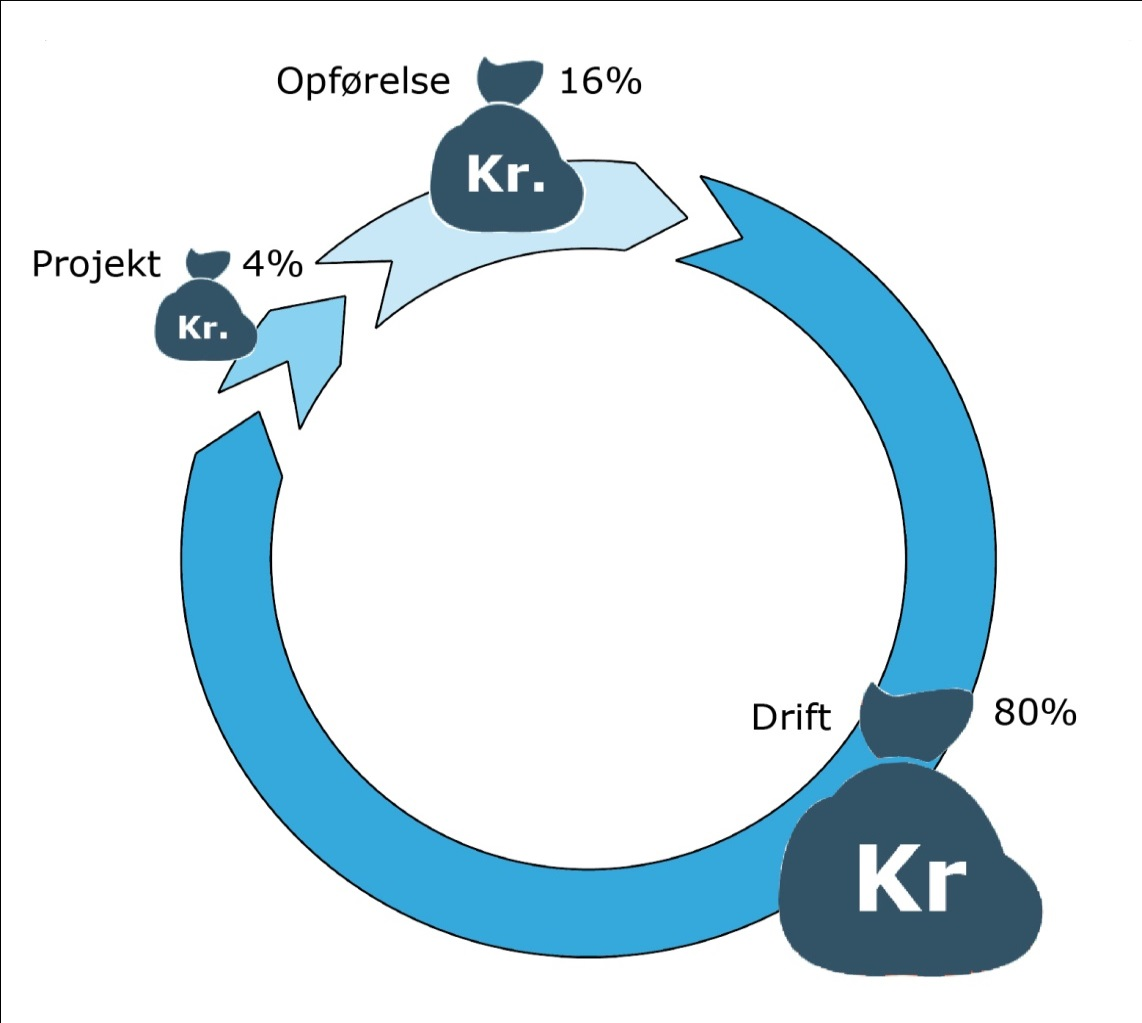 Opførelse 16%
Kr.
Projekt 4%
Kr.
Drift 80%
Kr